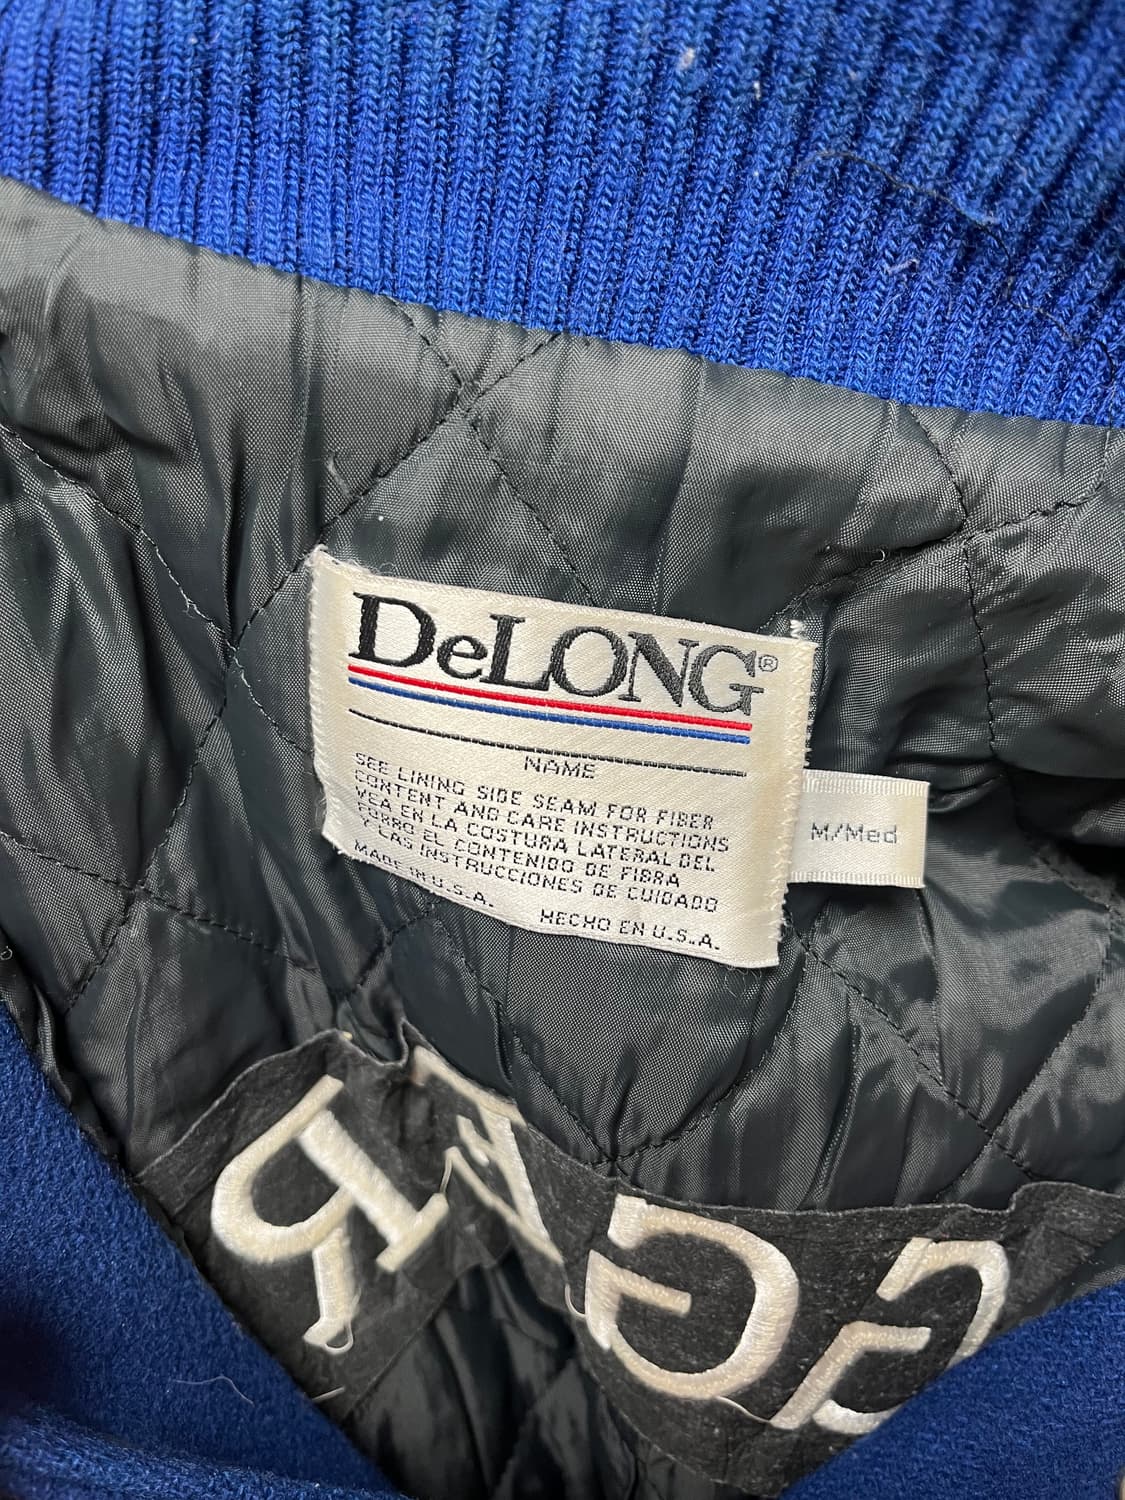 DeLONG®
NAME
SEE LINING SIDE SEAM FOR FIBER
CONTENT AND CARE INSTRUCTIONS
VEA EN LA COSTURA LATERAL DEL
FORRO EL CONTENIDO DE FIBRA
Y LAS INSTRUCCIONES DE CUIDADO
MADE IN U.S.A. HECHO EN U.S.A.
M/Med